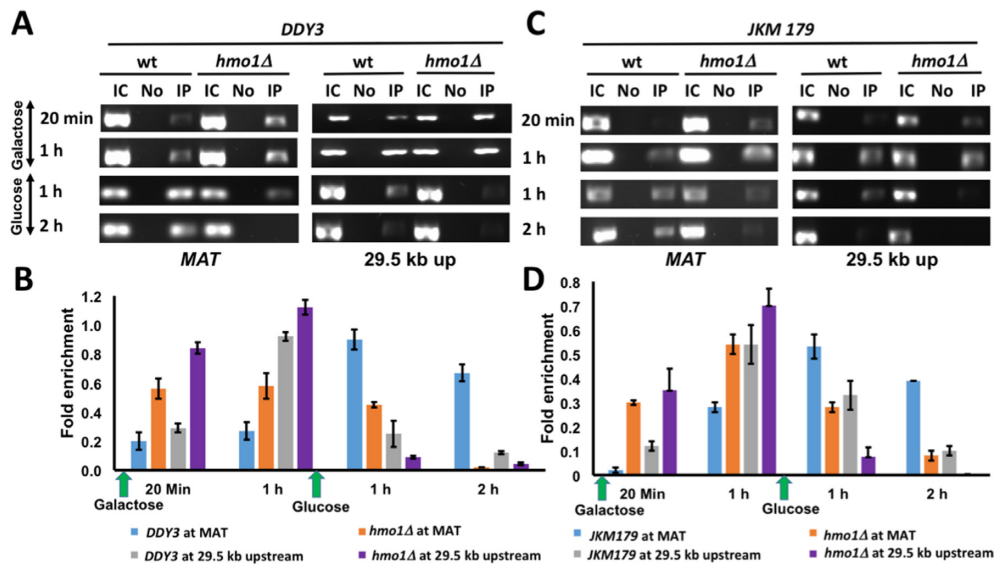 A
DDY3
wt hmo1Δ wt hmo1Δ
IC No IP IC No IP IC No IP IC No IP
Galactose
20 min
1 h
Glucose
1 h
2 h
MAT 29.5 kb up
C
JKM 179
wt hmo1Δ wt hmo1Δ
IC No IP IC No IP IC No IP IC No IP
20 min
1 h
1 h
2 h
MAT 29.5 kb up
B
Fold enrichment
1.2
1.0
0.8
0.6
0.4
0.2
0.0
20 Min 1 h 1 h 2 h
Galactose Glucose
DDY3 at MAT hmo1Δ at MAT
DDY3 at 29.5 kb upstream hmo1Δ at 29.5 kb upstream
D
Fold enrichment
0.8
0.7
0.6
0.5
0.4
0.3
0.2
0.1
0
20 Min 1 h 1 h 2 h
Galactose Glucose
JKM179 at MAT hmo1Δ at MAT
JKM179 at 29.5 kb upstream hmo1Δ at 29.5 kb upstream